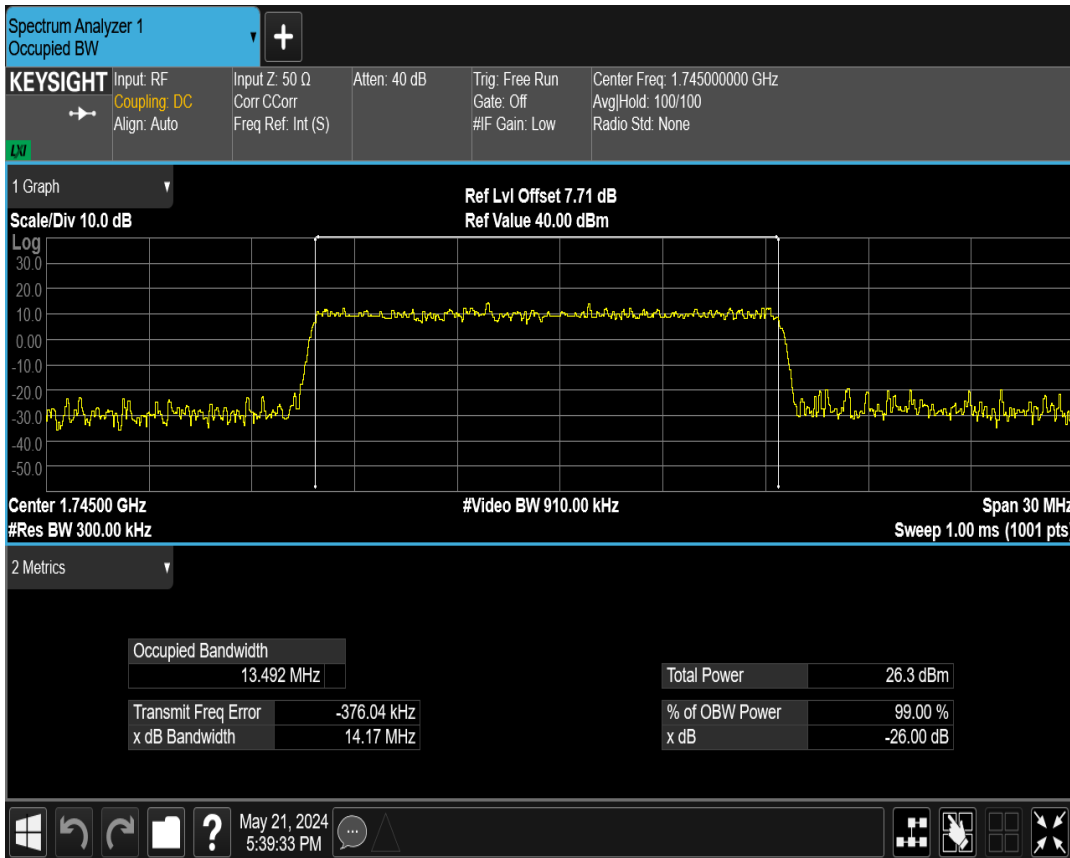 Spectrum Analyzer 1
Occupied BW
+
KEYSIGHT
LXI
Input: RF
Coupling: DC
Align: Auto
Input Z: 50 Ω
Corr CCorr
Freq Ref: Int (S)
Atten: 40 dB
Trig: Free Run
Gate: Off
#IF Gain: Low
Center Freq: 1.745000000 GHz
Avg|Hold: 100/100
Radio Std: None
1 Graph
Scale/Div 10.0 dB
Ref Lvl Offset 7.71 dB
Ref Value 40.00 dBm
Log
30.0
20.0
10.0
0.00
-10.0
-20.0
-30.0
-40.0
-50.0
Center 1.74500 GHz
#Video BW 910.00 kHz
Span 30 MHz
#Res BW 300.00 kHz
Sweep 1.00 ms (1001 pts)
2 Metrics
Occupied Bandwidth
13.492 MHz
Total Power 26.3 dBm
Transmit Freq Error -376.04 kHz
% of OBW Power 99.00 %
x dB Bandwidth 14.17 MHz
x dB -26.00 dB
?
May 21, 2024
5:39:33 PM